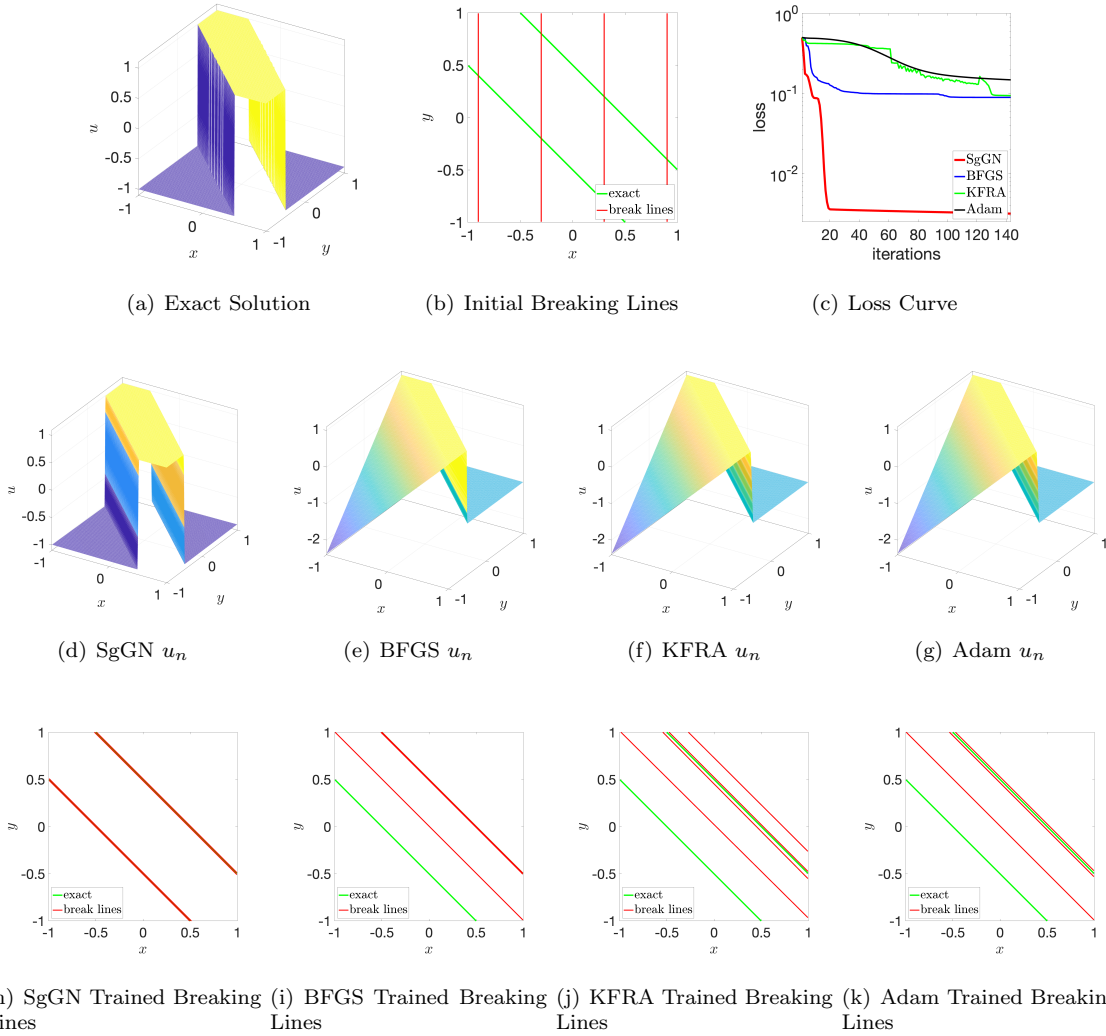 1
0.5
0
-0.5
-1
u
-1
0
1
x
-1
0
1
y
1
0.5
0
-0.5
-1
y
exact
break lines
-1
-0.5
0
0.5
1
x
10^0
10^-1
10^-2
loss
SgGN
BFGS
KFRA
Adam
20
40
60
80
100
120
140
iterations
(a) Exact Solution
(b) Initial Breaking Lines
(c) Loss Curve
1
0.5
0
-0.5
-1
u
-1
0
1
x
-1
0
1
y
1
0
-1
-2
u
-1
0
1
x
-1
0
1
y
1
0
-1
-2
u
-1
0
1
x
-1
0
1
y
1
0
-1
-2
u
-1
0
1
x
-1
0
1
y
(d) SgGN u_n
(e) BFGS u_n
(f) KFRA u_n
(g) Adam u_n
1
0.5
0
-0.5
-1
y
exact
break lines
-1
-0.5
0
0.5
1
x
1
0.5
0
-0.5
-1
y
exact
break lines
-1
-0.5
0
0.5
1
x
1
0.5
0
-0.5
-1
y
exact
break lines
-1
-0.5
0
0.5
1
x
1
0.5
0
-0.5
-1
y
exact
break lines
-1
-0.5
0
0.5
1
x
) SgGN Trained Breaking
ines
(i) BFGS Trained Breaking
Lines
(j) KFRA Trained Breaking
Lines
(k) Adam Trained Breakin
Lines